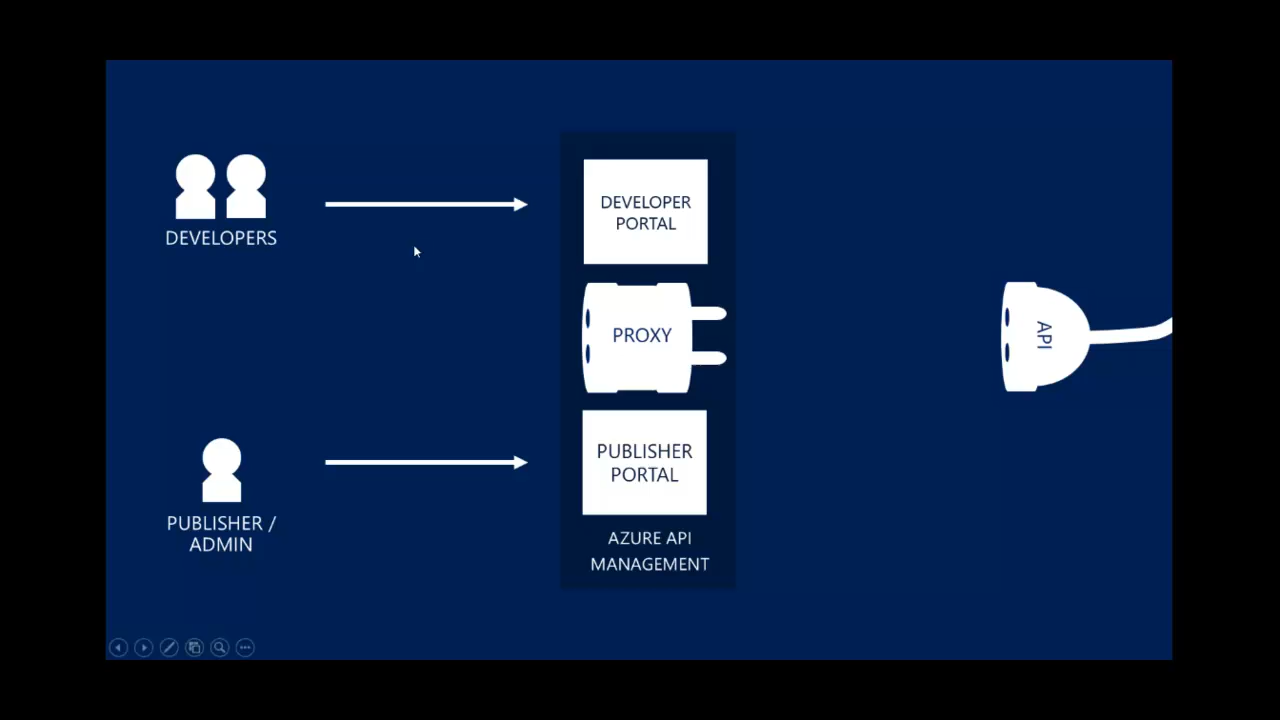 DEVELOPERS
DEVELOPER
PORTAL
PROXY
API
PUBLISHER
PORTAL
PUBLISHER /
ADMIN
AZURE API
MANAGEMENT